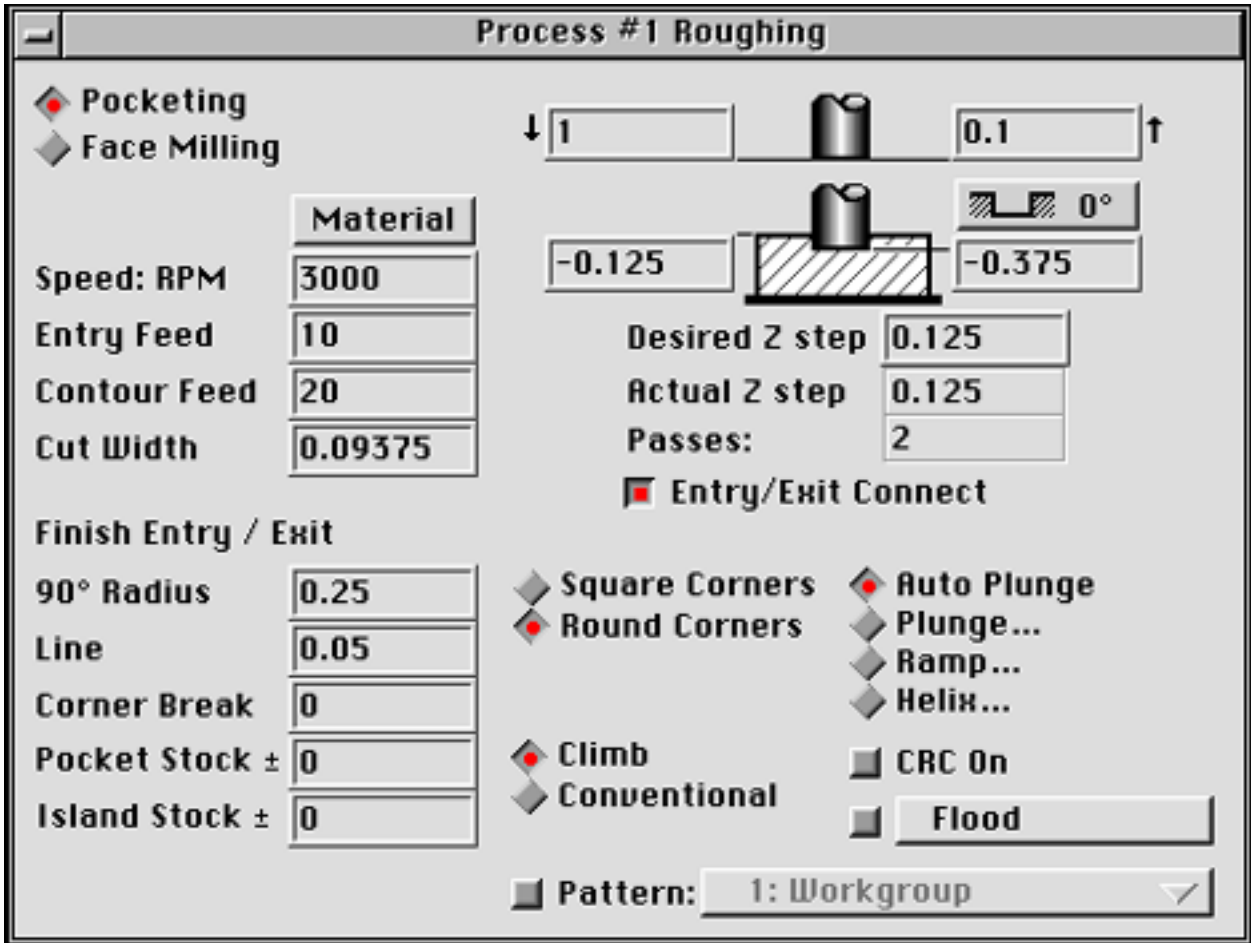 Process #1 Roughing
Pocketing
Face Milling
↓ 1
0.1 ↑
Material
0°
Speed: RPM 3000
-0.125
-0.375
Entry Feed 10
Desired Z step 0.125
Contour Feed 20
Actual Z step 0.125
Cut Width 0.09375
Passes: 2
Entry/Exit Connect
Finish Entry / Exit
90° Radius 0.25
Line 0.05
Corner Break 0
Pocket Stock ± 0
Island Stock ± 0
Square Corners
Round Corners
Auto Plunge
Plunge...
Ramp...
Helix...
Climb
Conventional
CRC On
Flood
Pattern: 1: Workgroup